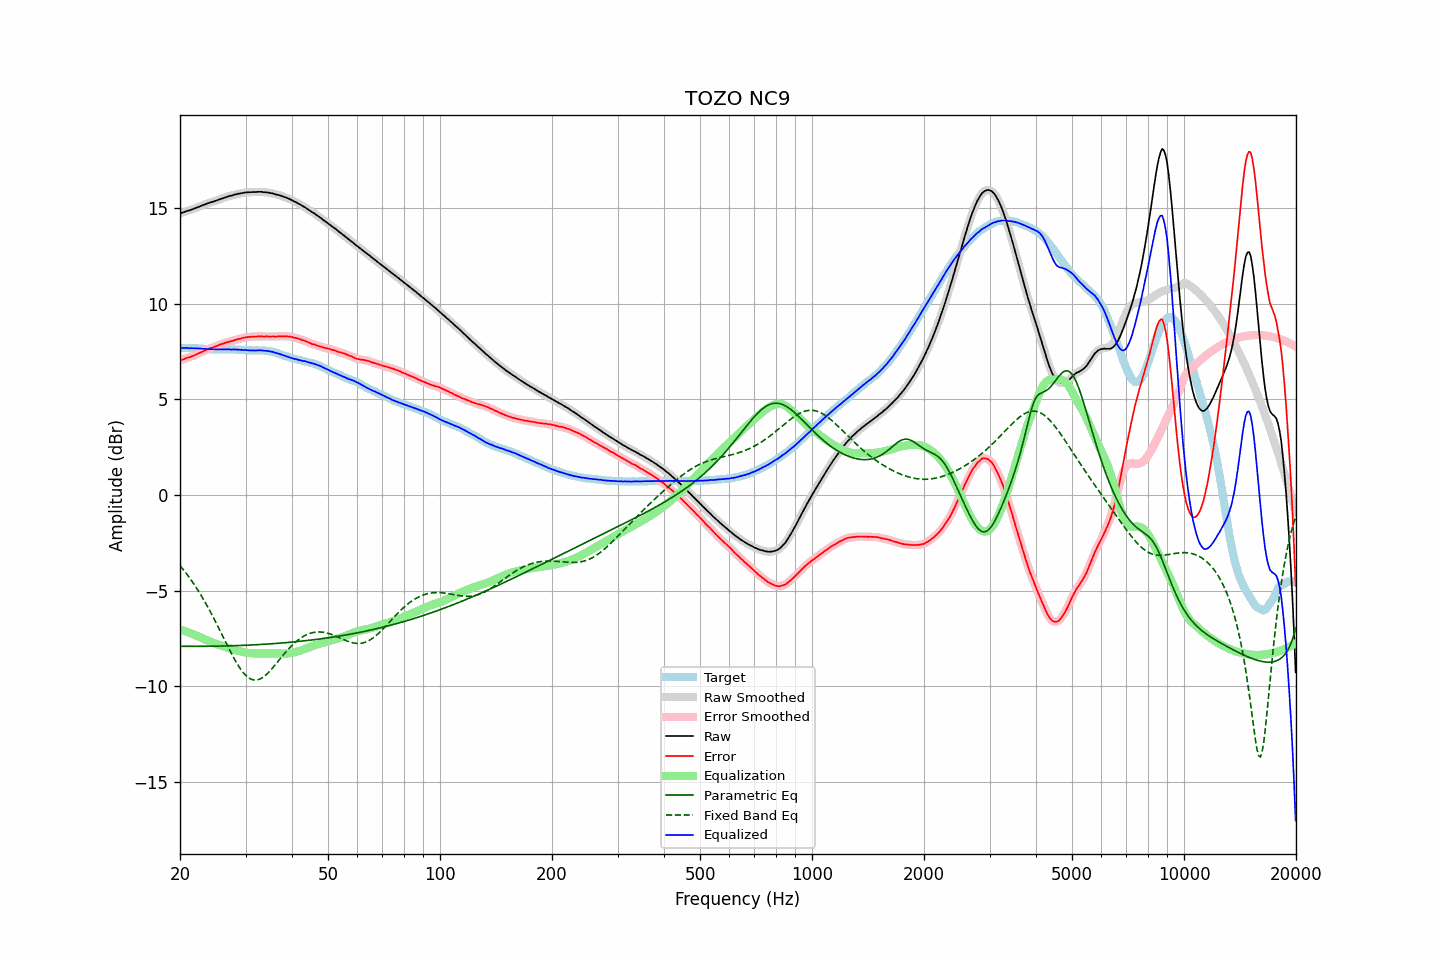 TOZO NC9
Amplitude (dBr)
15
10
5
0
−5
−10
−15
Target
Raw Smoothed
Error Smoothed
Raw
Error
Equalization
Parametric Eq
Fixed Band Eq
Equalized
20 50 100 200 500 1000 2000 5000 10000 20000
Frequency (Hz)